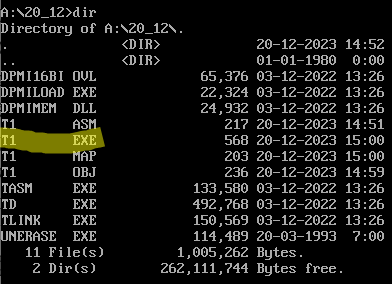 A:\20_12>dir
Directory of A:\20_12\.
. <DIR> 20-12-2023 14:52
.. <DIR> 01-01-1980 0:00
DPMI16BI OVL 65,376 03-12-2022 13:26
DPMILOAD EXE 22,324 03-12-2022 13:26
DPMIMEM DLL 24,932 03-12-2022 13:26
T1 ASM 217 20-12-2023 14:51
T1 EXE 568 20-12-2023 15:00
T1 MAP 203 20-12-2023 15:00
T1 OBJ 236 20-12-2023 14:59
TASM EXE 133,580 03-12-2022 13:26
TD EXE 492,768 03-12-2022 13:26
TLINK EXE 150,569 03-12-2022 13:26
UNERASE EXE 114,489 20-03-1993 7:00
11 File(s) 1,005,262 Bytes.
2 Dir(s) 262,111,744 Bytes free.